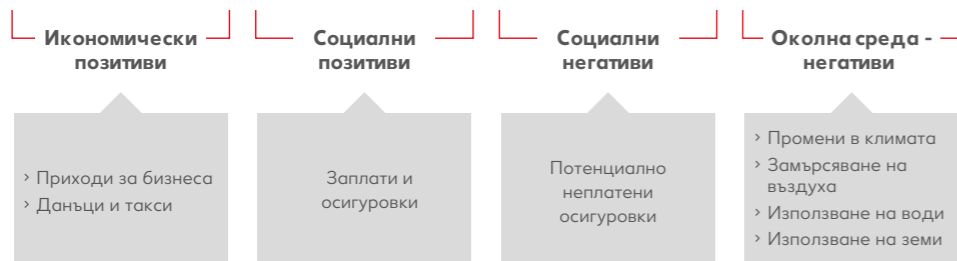 Икономически
позитиви
Социални
позитиви
Социални
негативи
Околна среда -
негативи
› Приходи за бизнеса
› Данъци и такси
Заплати и
осигуровки
Потенциално
неплатени
осигуровки
› Промени в климата
› Замърсяване на
въздуха
› Използване на води
› Използване на земи